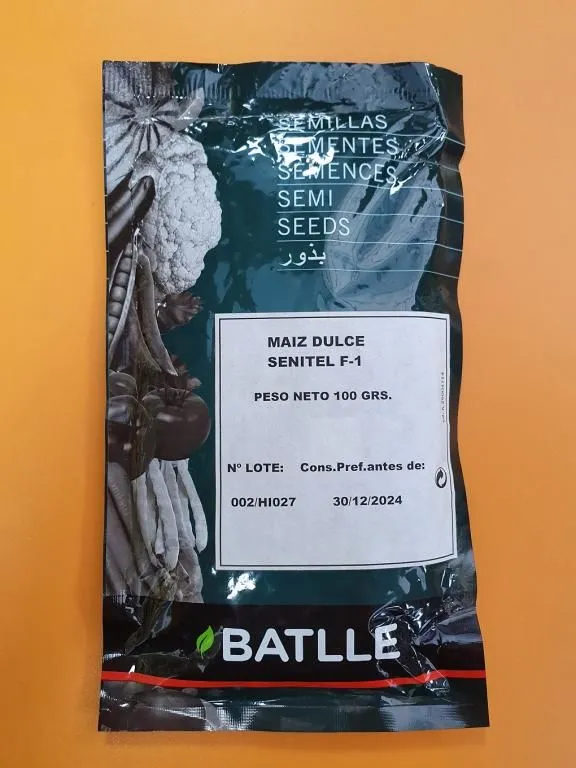 SEMILLAS
SEMENTES
SEMENCES
SEMI
SEEDS
بذور
MAIZ DULCE
SENITEL F-1
PESO NETO 100 GRS.
Nº LOTE: Cons.Pref.antes de:
002/HI027 30/12/2024
BATLLE